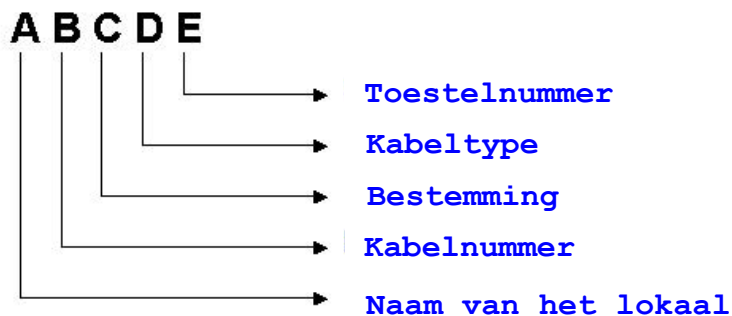 A B C D E
Toestelnummer
Kabeltype
Bestemming
Kabelnummer
Naam van het lokaal